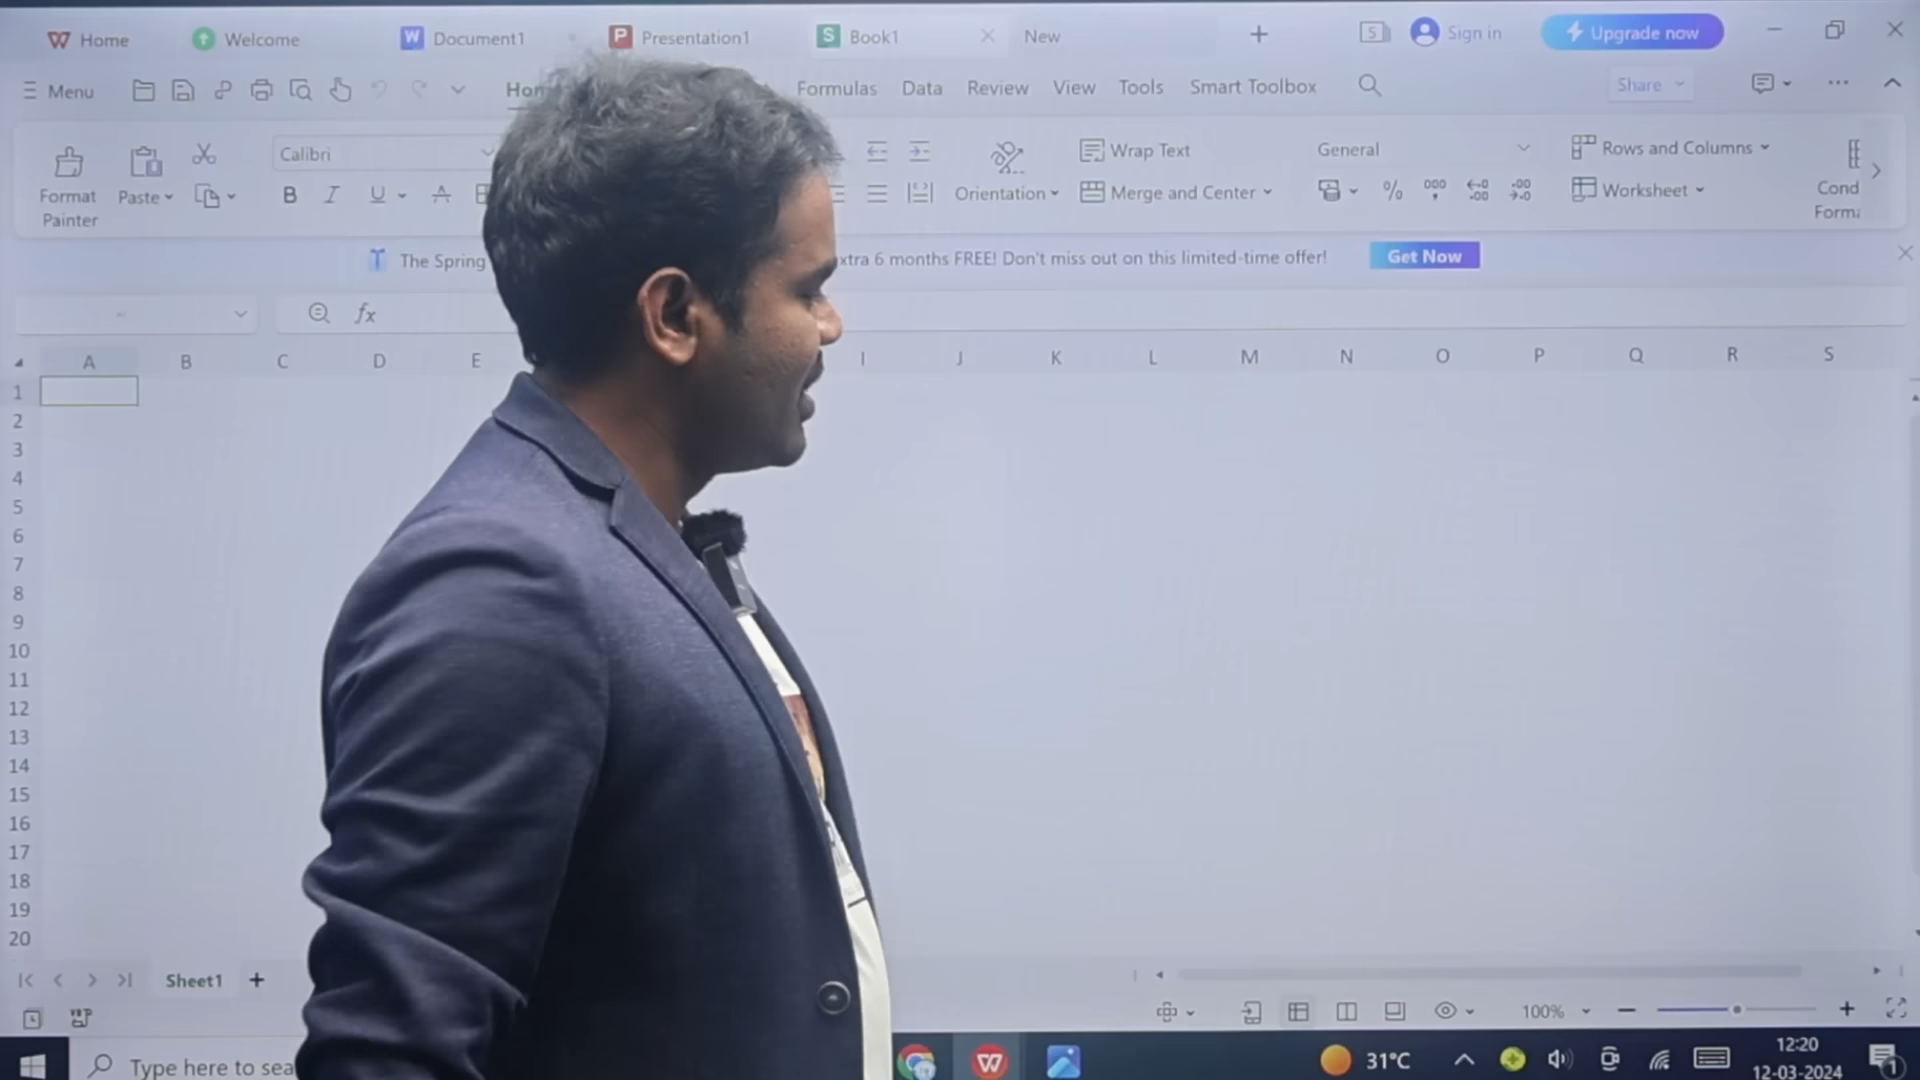 Home Welcome Document1 Presentation1 Book1 New Sign in Upgrade now
Menu Hom Formulas Data Review View Tools Smart Toolbox Share
Calibri Wrap Text General Rows and Columns
Format Painter Paste B I U A Orientation Merge and Center % Worksheet Cond Forma
The Spring xtra 6 months FREE! Don't miss out on this limited-time offer! Get Now
fx
A B C D E I J K L M N O P Q R S
1
2
3
4
5
6
7
8
9
10
11
12
13
14
15
16
17
18
19
20
Sheet1
100%
Type here to sea 31°C 12:20
12-03-2024